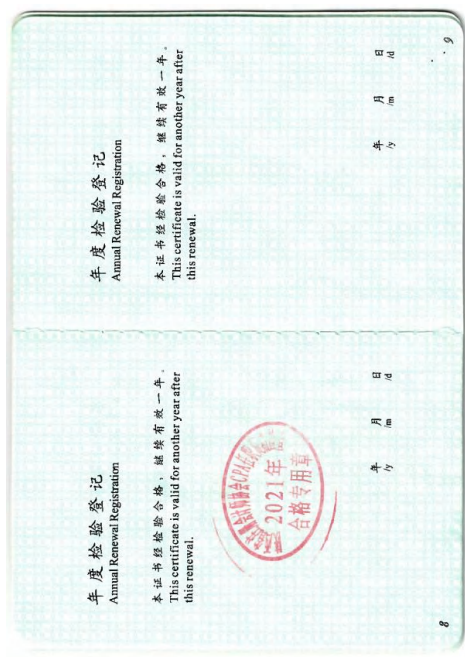 年度检验登记
Annual Renewal Registration
本证书经检验合格，继续有效一年。
This certificate is valid for another year after
this renewal.
2021年
合格专用章
年 月 日
/y /m /d
8
年度检验登记
Annual Renewal Registration
本证书经检验合格，继续有效一年。
This certificate is valid for another year after
this renewal.
年 月 日
/y /m /d
9